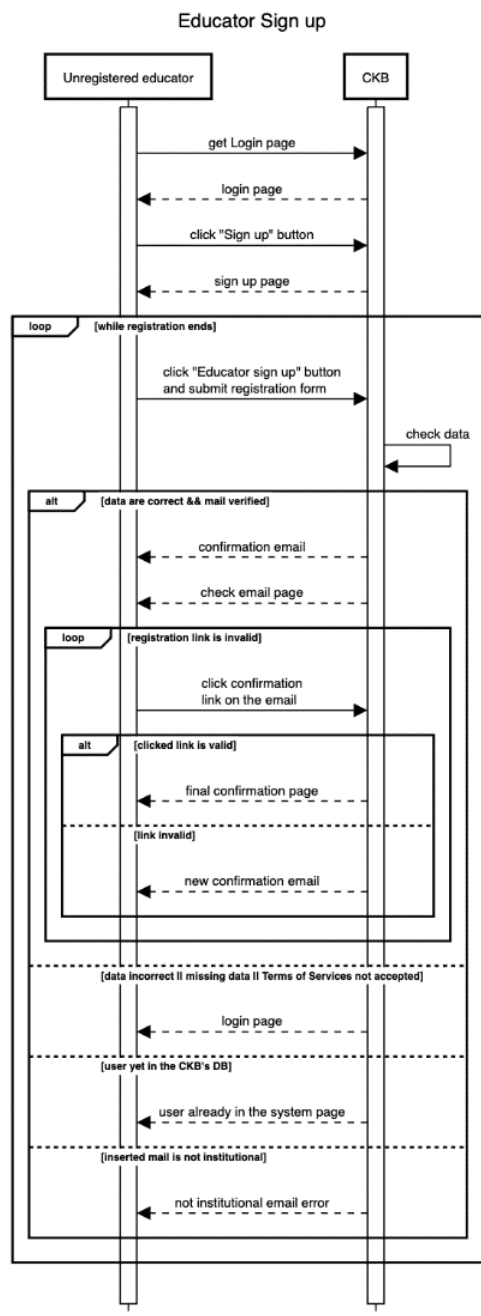 Educator Sign up
Unregistered educator
CKB
get Login page
login page
click "Sign up" button
sign up page
loop
[while registration ends]
click "Educator sign up" button
and submit registration form
check data
alt
[data are correct && mail verified]
confirmation email
check email page
loop
[registration link is invalid]
click confirmation
link on the email
alt
[clicked link is valid]
final confirmation page
[link invalid]
new confirmation email
[data incorrect II missing data II Terms of Services not accepted]
login page
[user yet in the CKB's DB]
user already in the system page
[inserted mail is not institutional]
not institutional email error